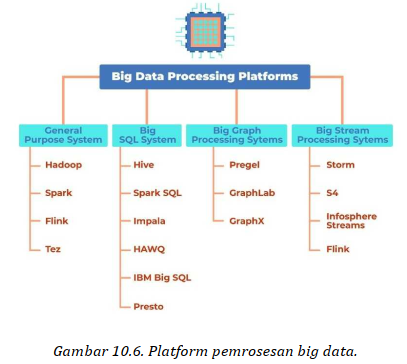 Big Data Processing Platforms
General
Purpose System
Hadoop
Spark
Flink
Tez
Big
SQL System
Hive
Spark SQL
Impala
HAWQ
IBM Big SQL
Presto
Big Graph
Processing Sytems
Pregel
GraphLab
GraphX
Big Stream
Processing Sytems
Storm
S4
Infosphere
Streams
Flink
Gambar 10.6. Platform pemrosesan big data.